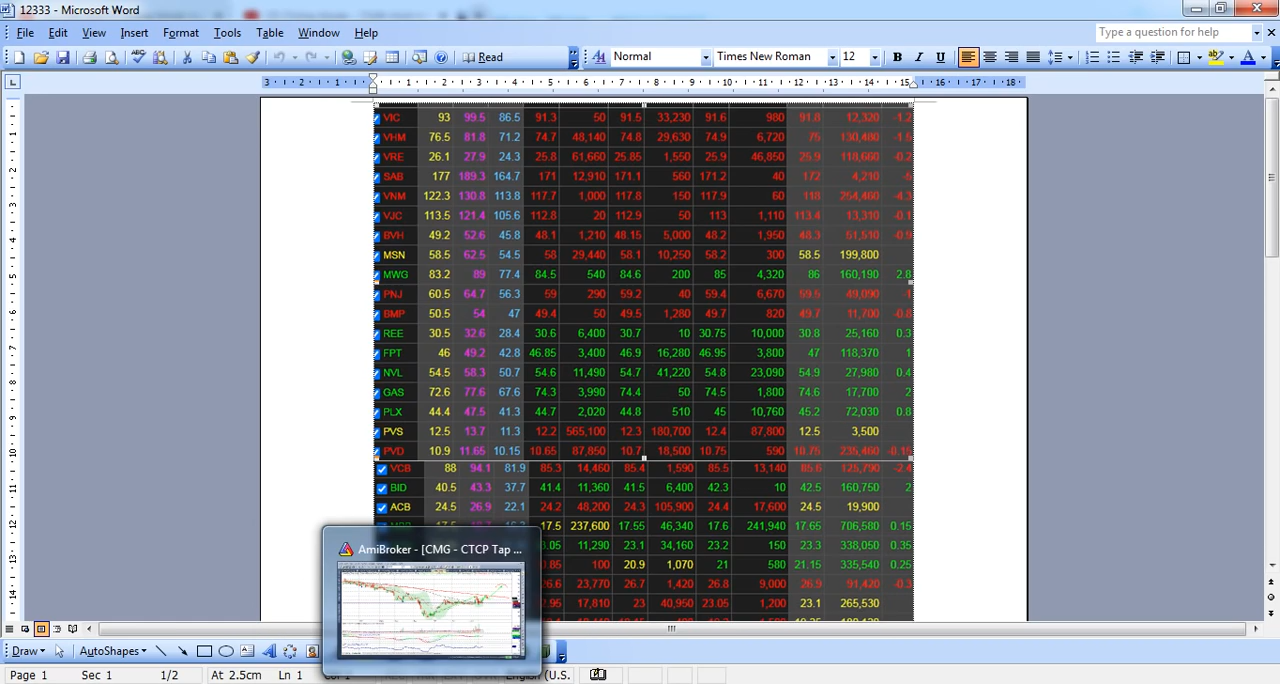 12333 - Microsoft Word
File Edit View Insert Format Tools Table Window Help
Type a question for help
Read Normal Times New Roman 12 B I U
3 2 1 1 2 3 4 5 6 7 8 9 10 11 12 13 14 15 16 17 18
VIC 93 99.5 86.5 91.3 50 91.5 33,230 91.6 980 91.8 12,320 -1.2
VHM 76.5 81.8 71.2 74.7 48,140 74.8 29,630 74.9 6,720 75 130,480 -1.5
VRE 26.1 27.9 24.3 25.8 61,660 25.85 1,550 25.9 46,850 25.9 118,660 -0.2
SAB 177 189.3 164.7 171 12,910 171.1 560 171.2 40 172 4,210 -5
VNM 122.3 130.8 113.8 117.7 1,000 117.8 150 117.9 60 118 254,460 -4.3
VJC 113.5 121.4 105.6 112.8 20 112.9 50 113 1,110 113.4 13,310 -0.1
BVH 49.2 52.6 45.8 48.1 1,210 48.15 5,000 48.2 1,950 48.3 51,510 -0.9
MSN 58.5 62.5 54.5 58 29,440 58.1 10,250 58.2 300 58.5 199,800
MWG 83.2 89 77.4 84.5 540 84.6 200 85 4,320 86 160,190 2.8
PNJ 60.5 64.7 56.3 59 290 59.2 40 59.4 6,670 59.5 49,090 -1
BMP 50.5 54 47 49.4 50 49.5 1,280 49.7 820 49.7 11,700 -0.8
REE 30.5 32.6 28.4 30.6 6,400 30.7 10 30.75 10,000 30.8 25,160 0.3
FPT 46 49.2 42.8 46.85 3,400 46.9 16,280 46.95 3,800 47 118,370 1
NVL 54.5 58.3 50.7 54.6 11,490 54.7 41,220 54.8 23,090 54.9 27,980 0.4
GAS 72.6 77.6 67.6 74.3 3,990 74.4 50 74.5 1,800 74.6 17,700 2
PLX 44.4 47.5 41.3 44.7 2,020 44.8 510 45 10,760 45.2 72,030 0.8
PVS 12.5 13.7 11.3 12.2 565,100 12.3 180,700 12.4 87,800 12.5 3,500
PVD 10.9 11.65 10.15 10.65 87,850 10.7 18,500 10.75 590 10.75 235,460 -0.15
VCB 88 94.1 81.9 85.3 14,460 85.4 1,590 85.5 13,140 85.6 125,790 -2.4
BID 40.5 43.3 37.7 41.4 11,360 41.5 6,400 42.3 10 42.5 160,750 2
ACB 24.5 26.9 22.1 24.2 48,200 24.3 105,900 24.4 17,600 24.5 19,900
17.5 237,600 17.55 46,340 17.6 241,940 17.65 706,580 0.15
11,290 23.1 34,160 23.2 150 23.3 338,050 0.35
100 20.9 1,070 21 580 21.15 335,540 0.25
23,770 26.7 1,420 26.8 9,000 26.9 91,420 -0.3
17,810 23 40,950 23.05 1,200 23.1 265,530
AmiBroker - [CMG - CTCP Tap ...
Draw AutoShapes
Page 1 Sec 1 1/2 At 2.5cm Ln 1 English (U.S.